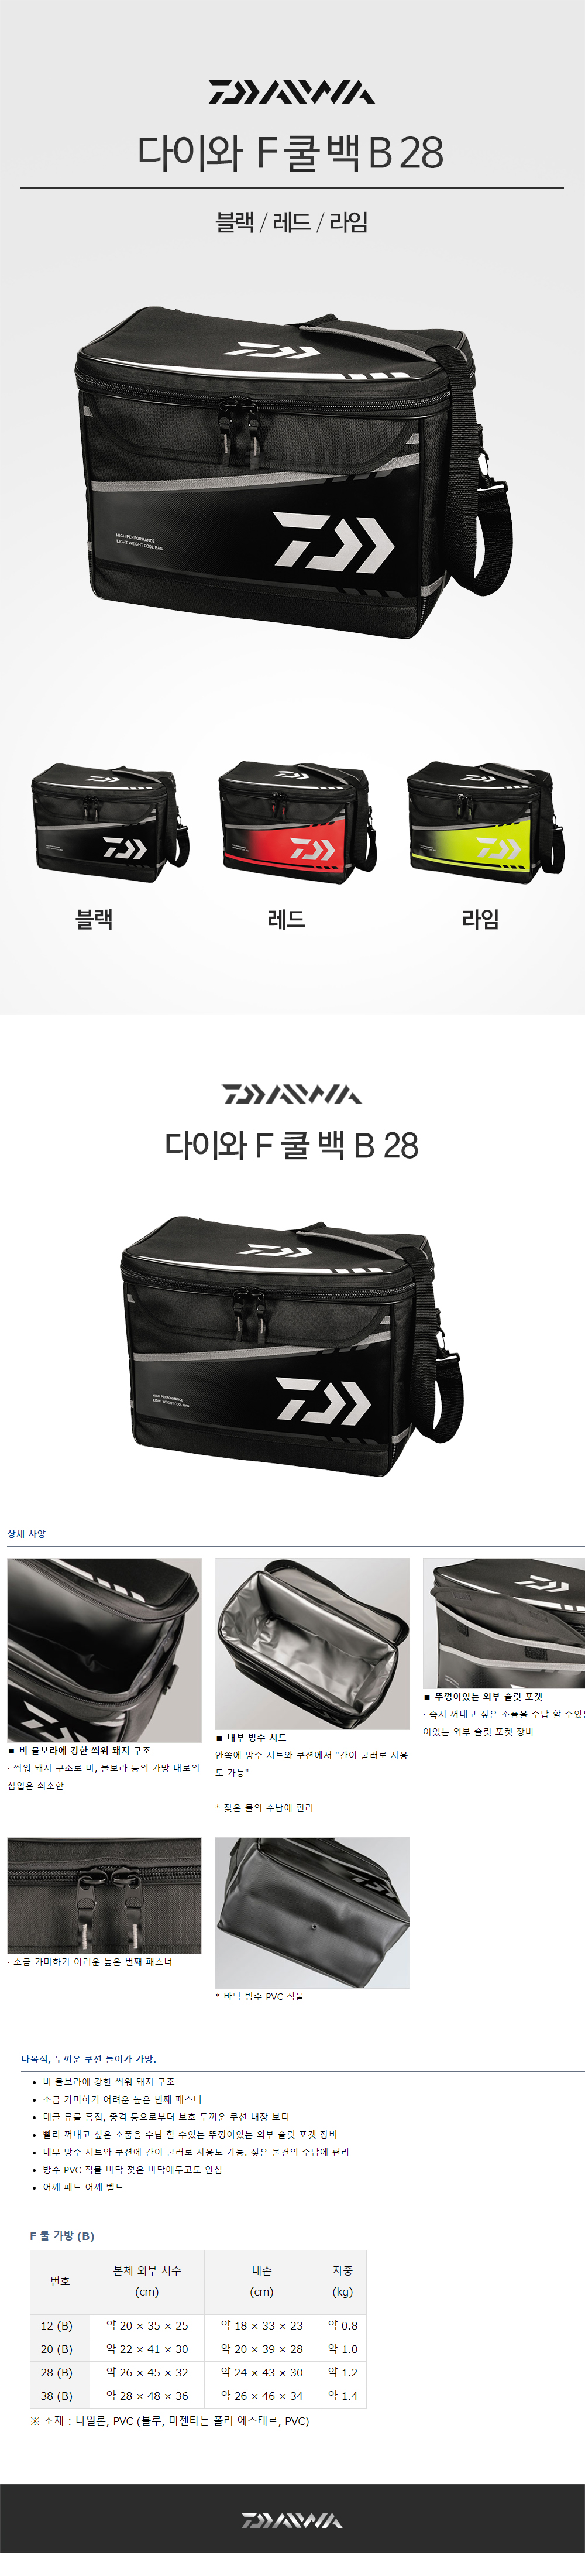 DAIWA
다이와 F 쿨 백 B 28
블랙 / 레드 / 라임
HIGH PERFORMANCE
LIGHT WEIGHT COOL BAG
블랙
레드
라임
DAIWA
다이와 F 쿨 백 B 28
HIGH PERFORMANCE
LIGHT WEIGHT COOL BAG
상세 사양
■ 비 물보라에 강한 씌워 돼지 구조
· 씌워 돼지 구조로 비, 물보라 등의 가방 내로의
침입은 최소한
■ 내부 방수 시트
안쪽에 방수 시트와 쿠션에서 "간이 쿨러로 사용
도 가능"
* 젖은 물의 수납에 편리
■ 뚜껑이있는 외부 슬릿 포켓
· 즉시 꺼내고 싶은 소품을 수납 할 수있는
이있는 외부 슬릿 포켓 장비
· 소금 가미하기 어려운 높은 번째 패스너
* 바닥 방수 PVC 직물
다목적, 두꺼운 쿠션 들어가 가방.
• 비 물보라에 강한 씌워 돼지 구조
• 소금 가미하기 어려운 높은 번째 패스너
• 태클 류를 흠집, 충격 등으로부터 보호 두꺼운 쿠션 내장 보디
• 빨리 꺼내고 싶은 소품을 수납 할 수있는 뚜껑이있는 외부 슬릿 포켓 장비
• 내부 방수 시트와 쿠션에 간이 쿨러로 사용도 가능. 젖은 물건의 수납에 편리
• 방수 PVC 직물 바닥 젖은 바닥에두고도 안심
• 어깨 패드 어깨 벨트
F 쿨 가방 (B)
번호 본체 외부 치수 (cm) 내촌 (cm) 자중 (kg)
12 (B) 약 20 × 35 × 25 약 18 × 33 × 23 약 0.8
20 (B) 약 22 × 41 × 30 약 20 × 39 × 28 약 1.0
28 (B) 약 26 × 45 × 32 약 24 × 43 × 30 약 1.2
38 (B) 약 28 × 48 × 36 약 26 × 46 × 34 약 1.4
※ 소재 : 나일론, PVC (블루, 마젠타는 폴리 에스테르, PVC)
DAIWA